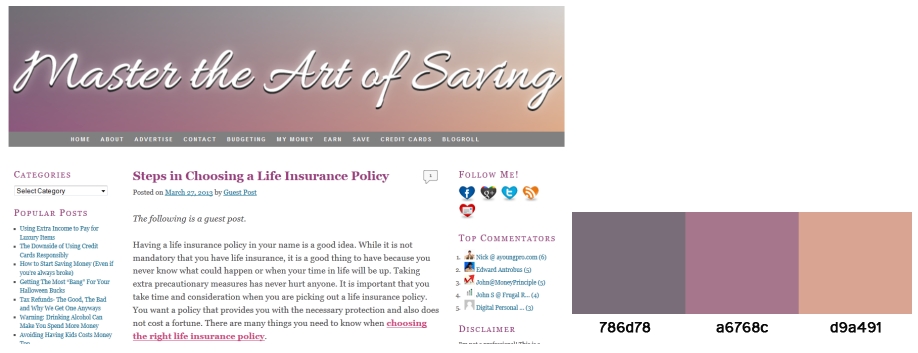 Master the Art of Saving
HOME ABOUT ADVERTISE CONTACT BUDGETING MY MONEY EARN SAVE CREDIT CARDS BLOGROLL
Categories
Select Category
Popular Posts
Using Extra Income to Pay for
Luxury Items
The Downside of Using Credit
Cards Responsibly
How to Start Saving Money (Even if
you're always broke)
Getting The Most "Bang" For Your
Halloween Bucks
Tax Refunds- The Good, The Bad
and Why We Get One Anyways
Warning: Drinking Alcohol Can
Make You Spend More Money
Avoiding Having Kids Costs Money
Too
Steps in Choosing a Life Insurance Policy
1
Posted on March 27, 2013 by Guest Post
The following is a guest post.
Having a life insurance policy in your name is a good idea. While it is not
mandatory that you have life insurance, it is a good thing to have because you
never know what could happen or when your time in life will be up. Taking
extra precautionary measures has never hurt anyone. It is important that you
take time and consideration when you are picking out a life insurance policy.
You want a policy that provides you with the necessary protection and also does
not cost a fortune. There are many things you need to know when choosing
the right life insurance policy.
Follow Me!
Top Commentators
1. Nick @ ayoungpro.com (6)
2. Edward Antrobus (5)
3. John@MoneyPrinciple (5)
4. John S @ Frugal R... (4)
5. Digital Personal ... (3)
Disclaimer
I'm not a professional! This is a
786d78 a6768c d9a491